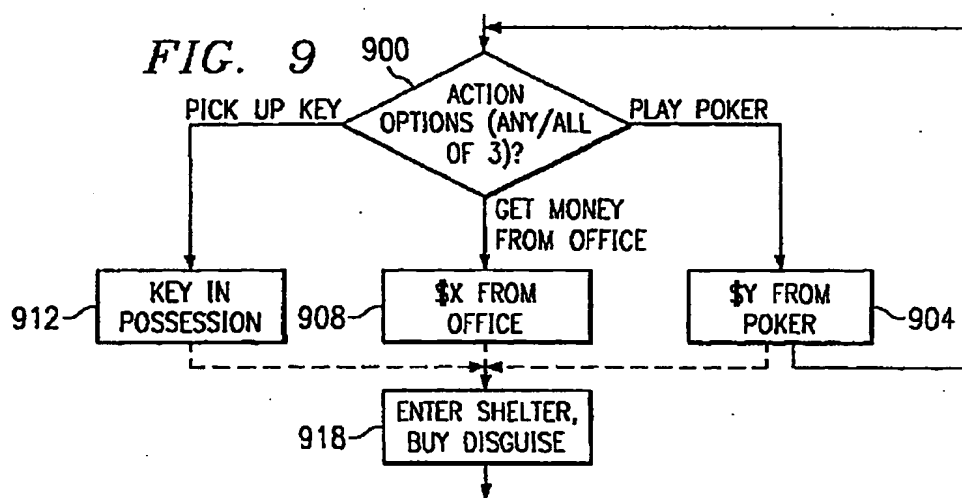 FIG. 9
900
ACTION
OPTIONS (ANY/ALL
OF 3)?
PICK UP KEY
PLAY POKER
GET MONEY
FROM OFFICE
912
KEY IN
POSSESSION
908
$X FROM
OFFICE
$Y FROM
POKER
904
918
ENTER SHELTER,
BUY DISGUISE